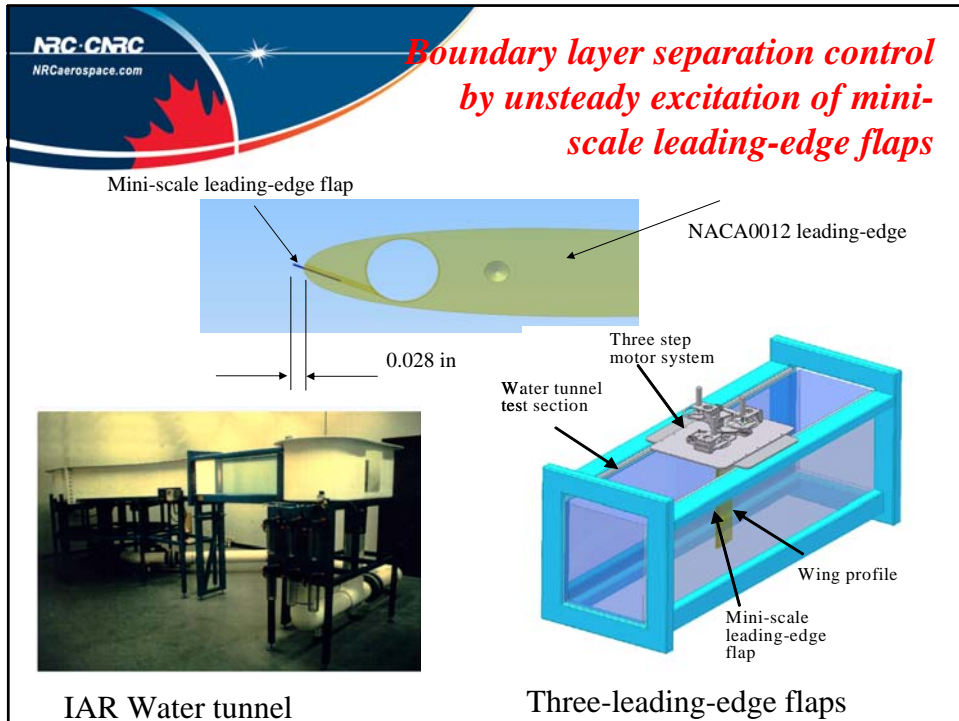 NRC·CNRC
NRCaerospace.com
Boundary layer separation control
by unsteady excitation of mini-
scale leading-edge flaps
Mini-scale leading-edge flap
NACA0012 leading-edge
0.028 in
Three step
motor system
Water tunnel
test section
Wing profile
Mini-scale
leading-edge
flap
IAR Water tunnel
Three-leading-edge flaps